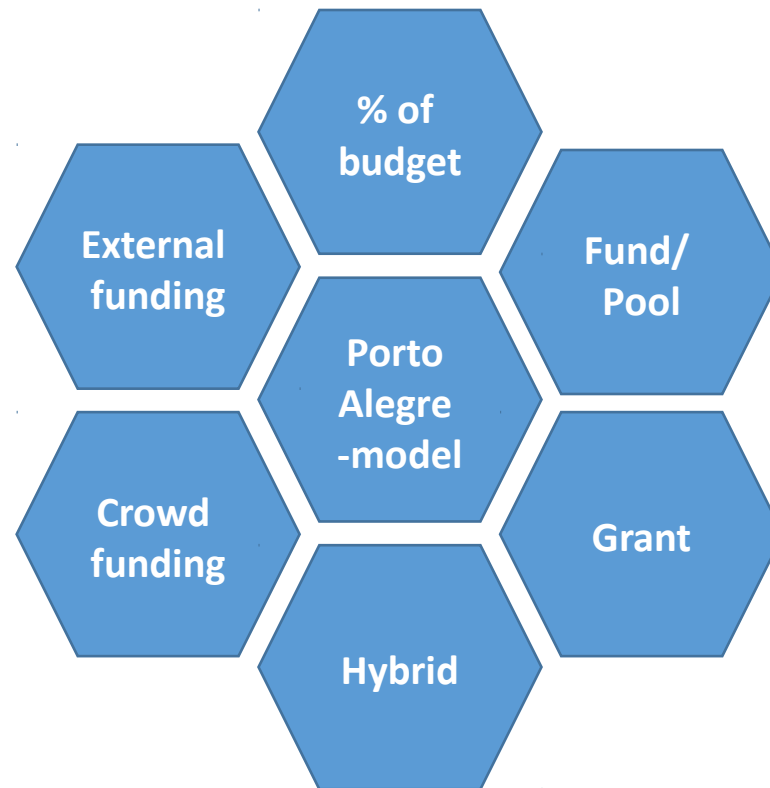 % of
budget
External
funding
Fund/
Pool
Porto
Alegre
-model
Crowd
funding
Grant
Hybrid